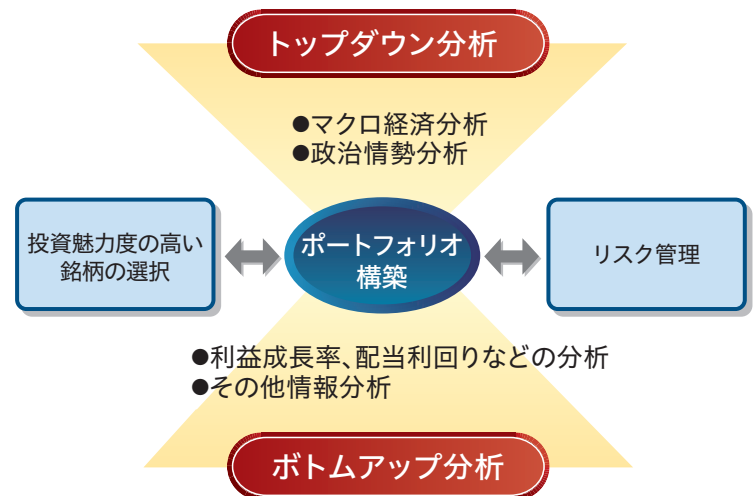 トップダウン分析
●マクロ経済分析
●政治情勢分析
投資魅力度の高い
銘柄の選択
ポートフォリオ
構築
リスク管理
●利益成長率、配当利回りなどの分析
●その他情報分析
ボトムアップ分析